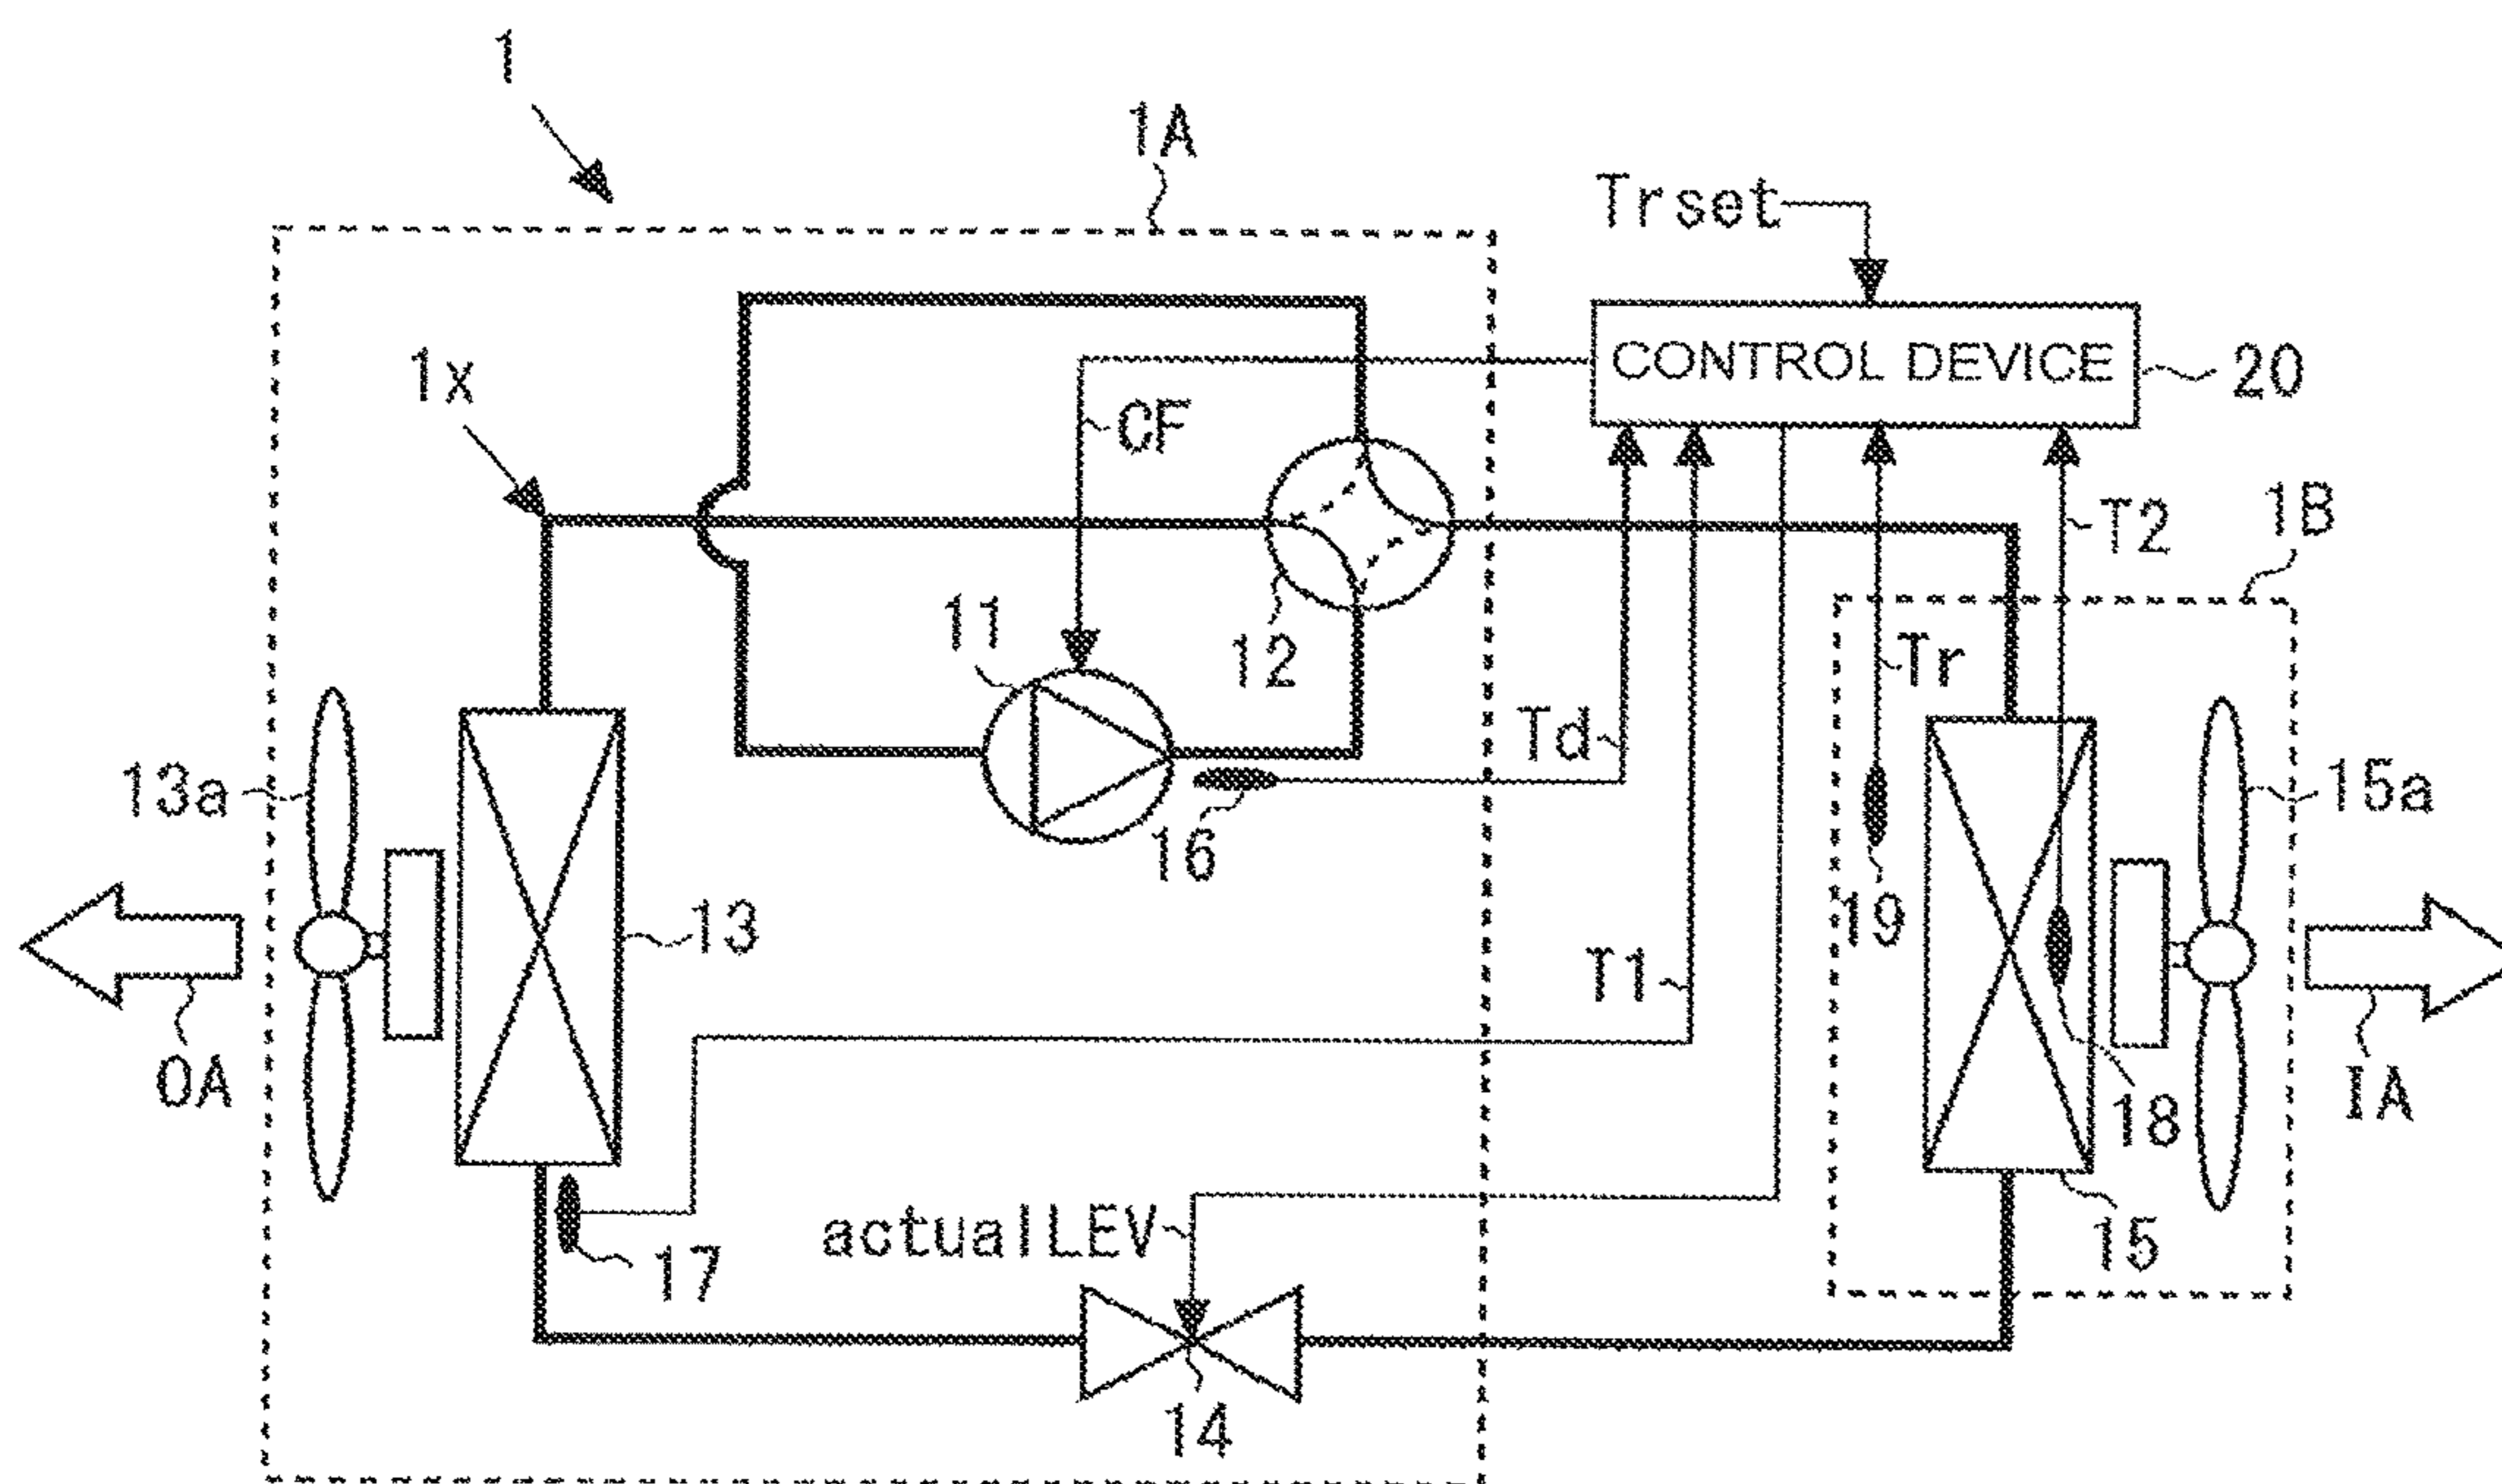 1
1A
Trset
1x
CONTROL DEVICE
20
CF
T2
1B
11
12
Tr
Td
13a
15a
16
13
19
T1
OA
18
IA
actualLEV
17
15
14